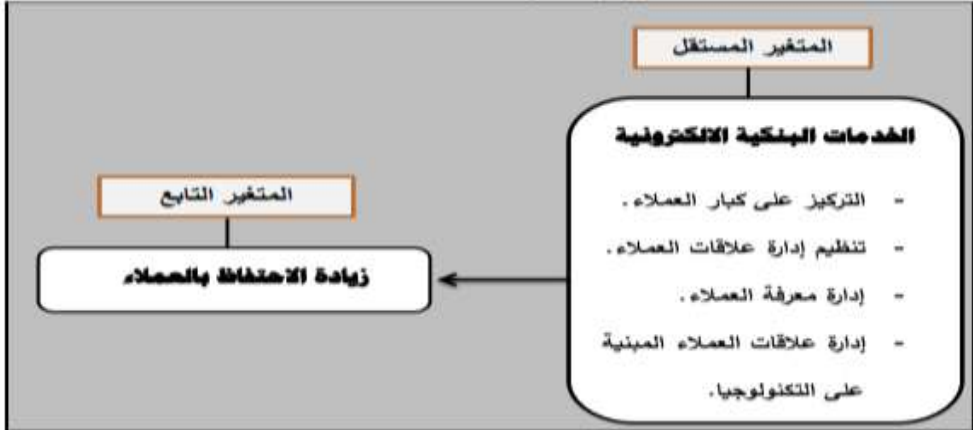 المتغير المستقل
الخدمات البنكية الالكترونية
- التركيز على كبار العملاء.
- تنظيم إدارة علاقات العملاء.
- إدارة معرفة العملاء.
- إدارة علاقات العملاء المبنية
على التكنولوجيا.
المتغير التابع
زيادة الاحتفاظ بالعملاء